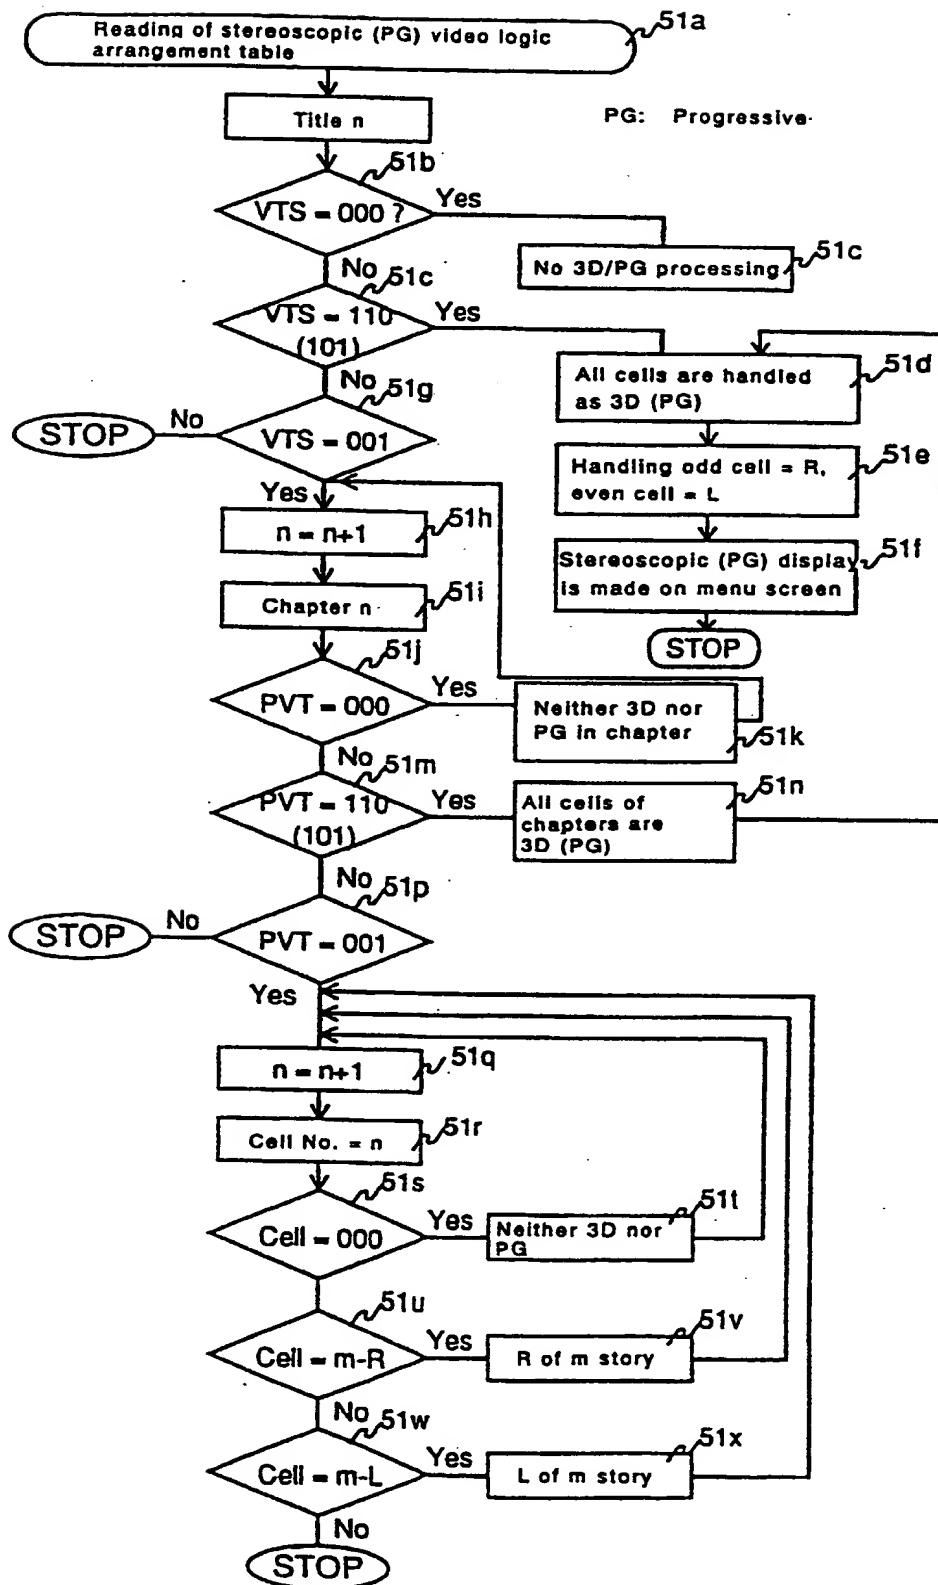 51a
Reading of stereoscopic (PG) video logic
arrangement table
Title n
PG: Progressive
51b
VTS = 000 ?
Yes
51c
No 3D/PG processing
No
51c
VTS = 110
(101)
Yes
51d
All cells are handled
as 3D (PG)
No
51g
VTS = 001
No
STOP
51e
Handling odd cell = R,
even cell = L
Yes
51h
n = n+1
51f
Stereoscopic (PG) display
is made on menu screen
STOP
51i
Chapter n
51j
PVT = 000
Yes
Neither 3D nor
PG in chapter
51k
No
51m
PVT = 110
(101)
Yes
51n
All cells of
chapters are
3D (PG)
No
51p
PVT = 001
No
STOP
Yes
51q
n = n+1
51r
Cell No. = n
51s
Cell = 000
Yes
51t
Neither 3D nor
PG
51u
Cell = m-R
Yes
51v
R of m story
No
51w
Cell = m-L
Yes
51x
L of m story
No
STOP